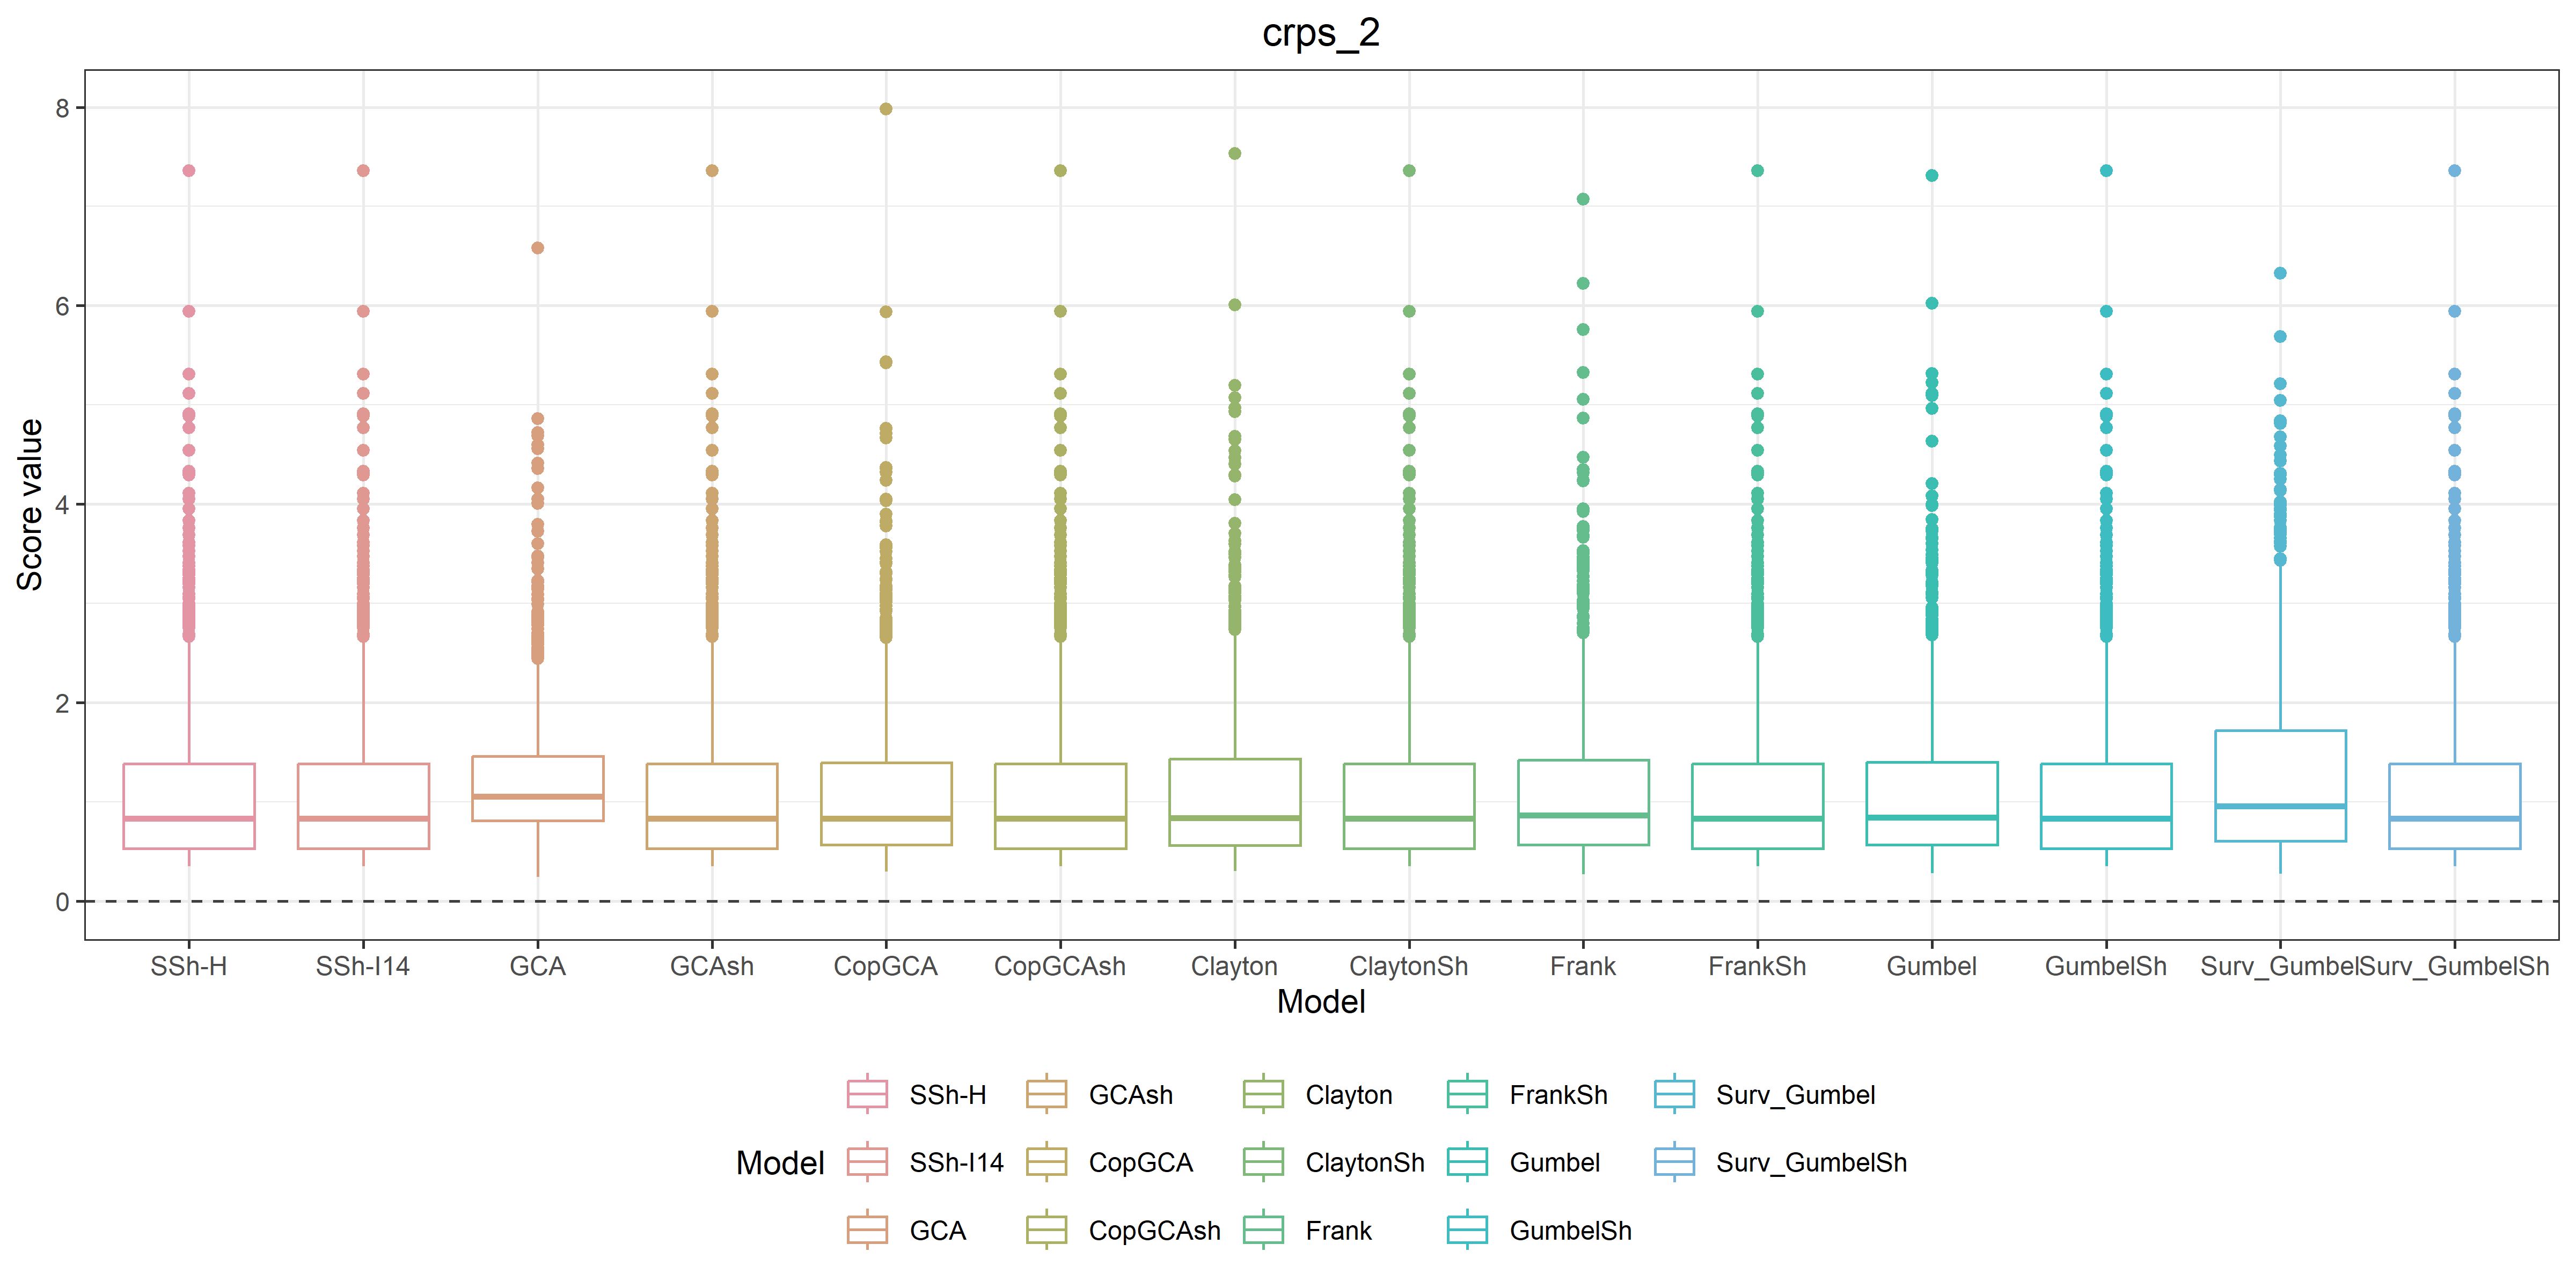 crps_2
Score value
8
6
4
2
0
SSh-H SSh-I14 GCA GCAsh CopGCA CopGCAsh Clayton ClaytonSh Frank FrankSh Gumbel GumbelSh Surv_Gumbel Surv_GumbelSh
Model
Model
SSh-H GCAsh Clayton FrankSh Surv_Gumbel
SSh-I14 CopGCA ClaytonSh Gumbel Surv_GumbelSh
GCA CopGCAsh Frank GumbelSh